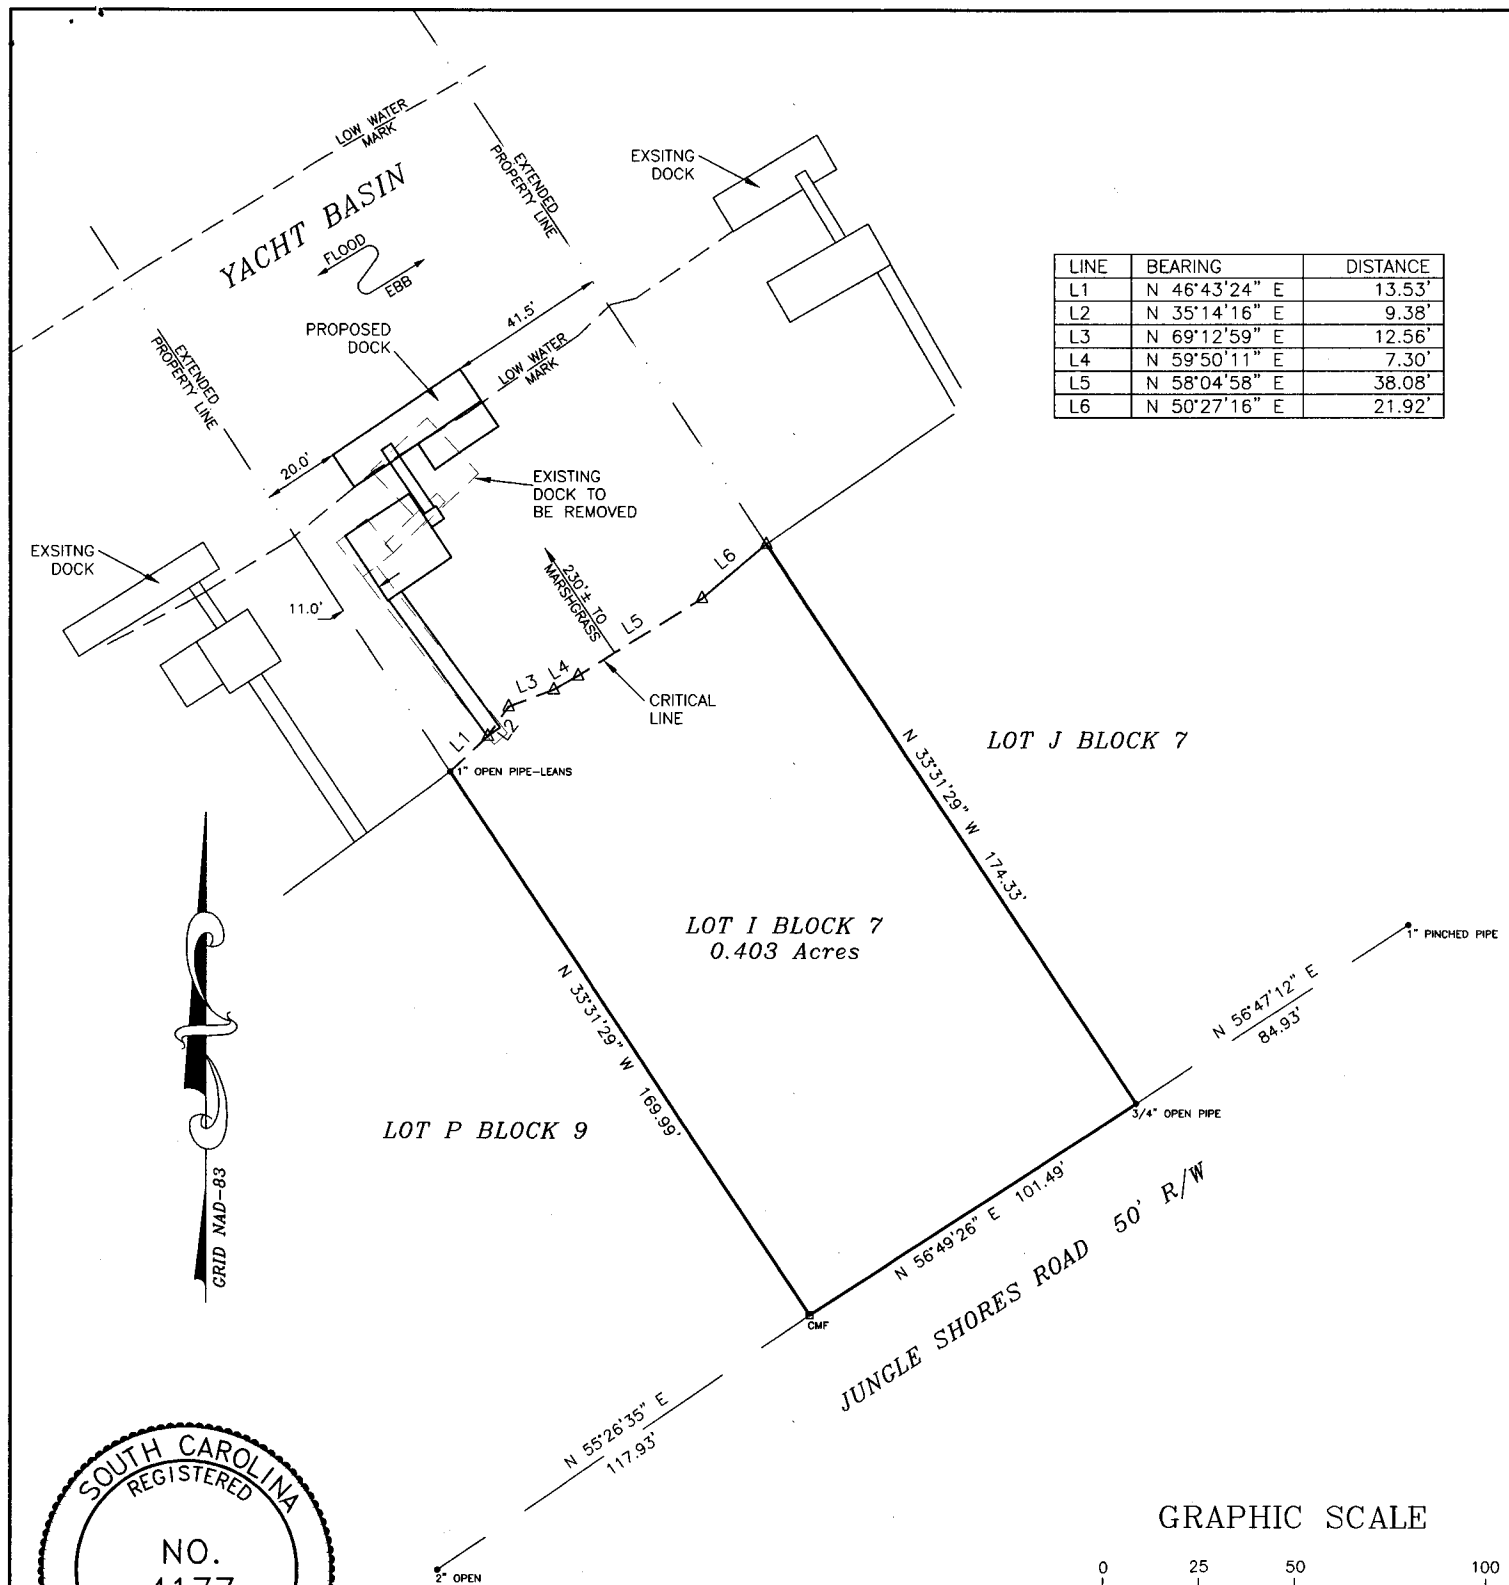 LOW WATER
MARK
EXTENDED
PROPERTY LINE
EXSITNG
DOCK
YACHT BASIN
FLOOD
EBB
LINE BEARING DISTANCE
L1 N 46°43'24" E 13.53'
L2 N 35°14'16" E 9.38'
L3 N 69°12'59" E 12.56'
L4 N 59°50'11" E 7.30'
L5 N 58°04'58" E 38.08'
L6 N 50°27'16" E 21.92'
41.5'
PROPOSED
DOCK
EXTENDED
PROPERTY LINE
LOW WATER
MARK
20.0'
EXISTING
DOCK TO
BE REMOVED
EXSITNG
DOCK
11.0'
230'± TO
MARSHGRASS
L6
L5
L4
L3
L2
L1
CRITICAL
LINE
1" OPEN PIPE-LEANS
LOT J BLOCK 7
N 33°31'29" W 174.33'
LOT I BLOCK 7
0.403 Acres
1" PINCHED PIPE
N 56°47'12" E
84.93'
N 33°31'29" W 169.99'
3/4" OPEN PIPE
LOT P BLOCK 9
GRID NAD-83
N 56°49'26" E 101.49'
JUNGLE SHORES ROAD 50' R/W
CMF
N 55°26'35" E
117.93'
2" OPEN
SOUTH CAROLINA
REGISTERED
NO.
4177
GRAPHIC SCALE
0 25 50 100